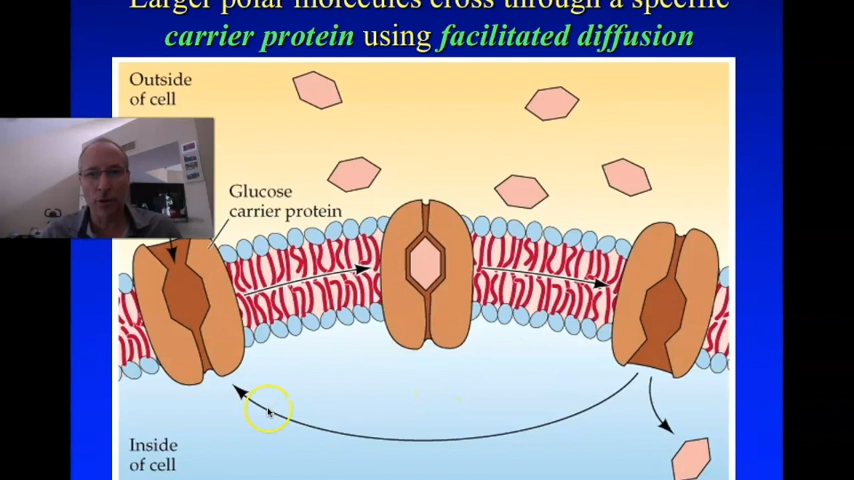 Larger polar molecules cross through a specific
carrier protein using facilitated diffusion
Outside
of cell
Glucose
carrier protein
Inside
of cell